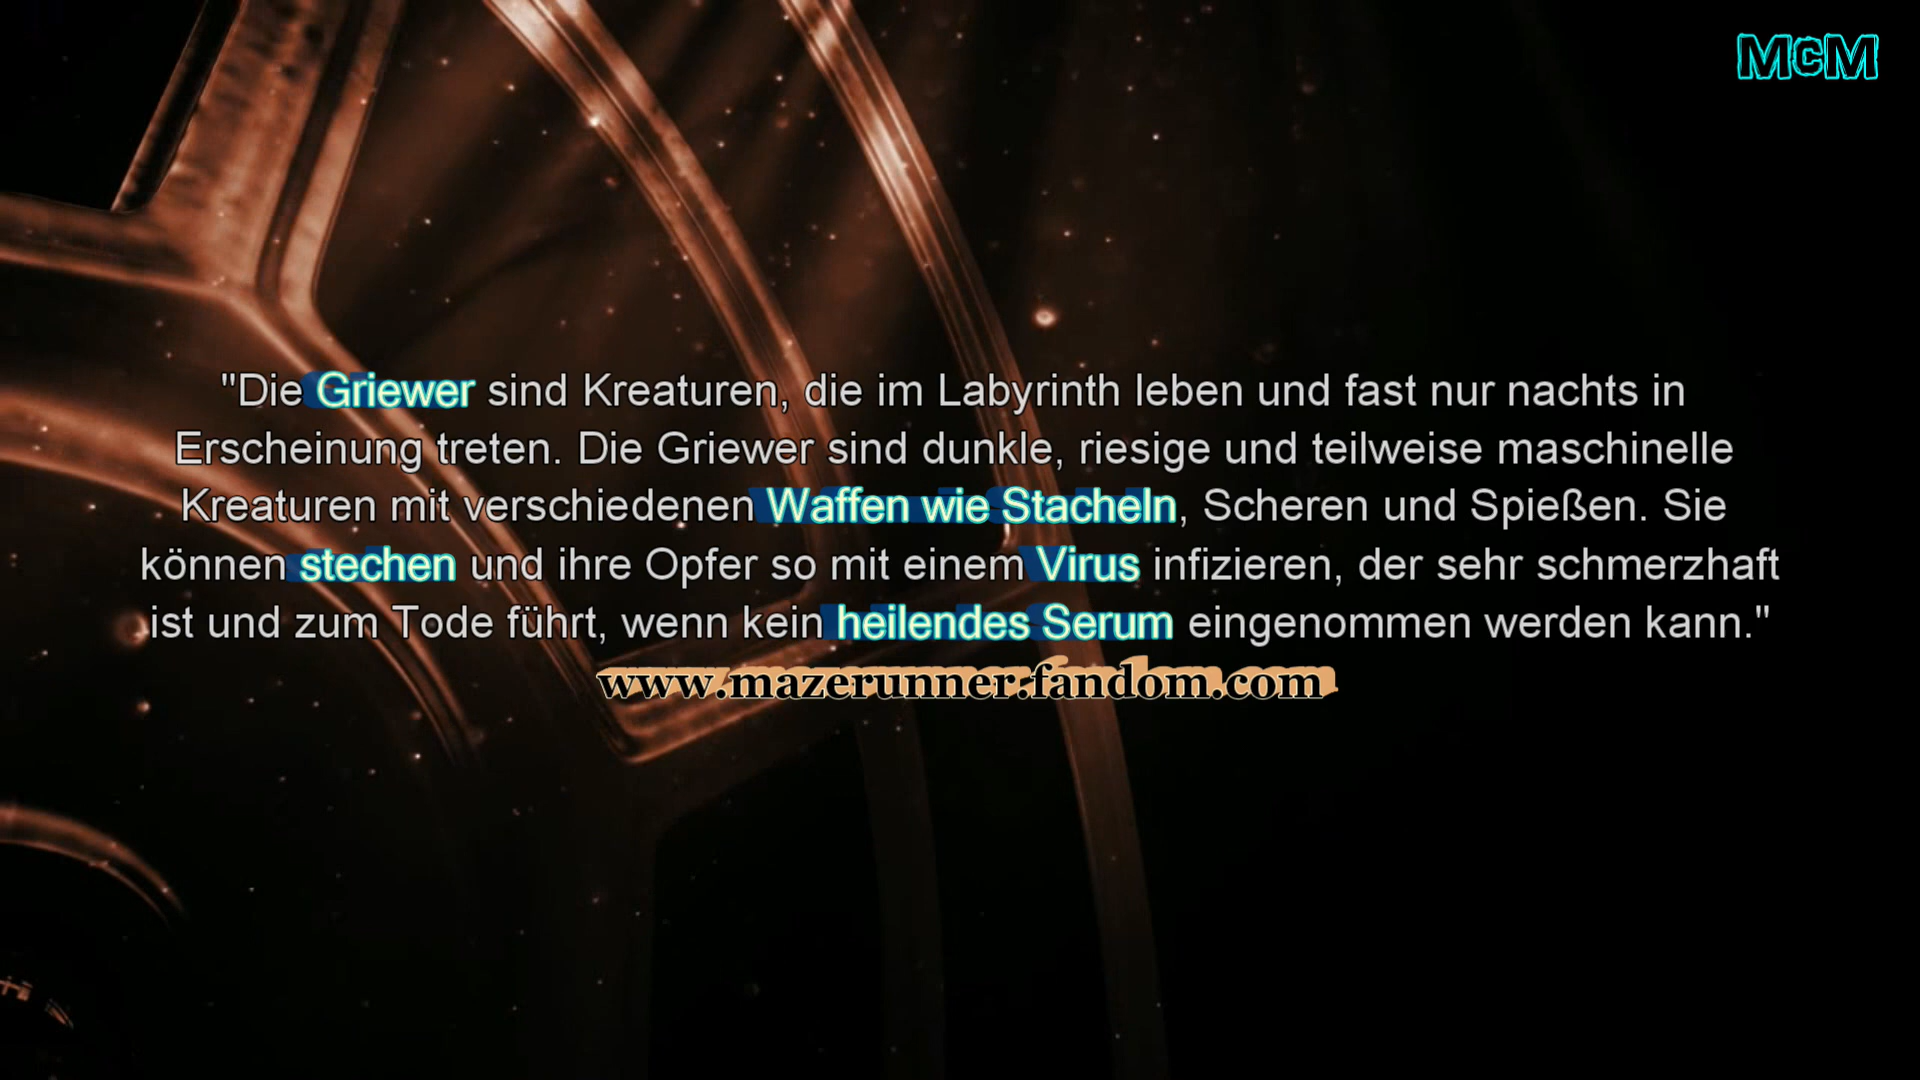 McM
"Die Griewer sind Kreaturen, die im Labyrinth leben und fast nur nachts in
Erscheinung treten. Die Griewer sind dunkle, riesige und teilweise maschinelle
Kreaturen mit verschiedenen Waffen wie Stacheln, Scheren und Spießen. Sie
können stechen und ihre Opfer so mit einem Virus infizieren, der sehr schmerzhaft
ist und zum Tode führt, wenn kein heilendes Serum eingenommen werden kann."
www.mazerunner.fandom.com